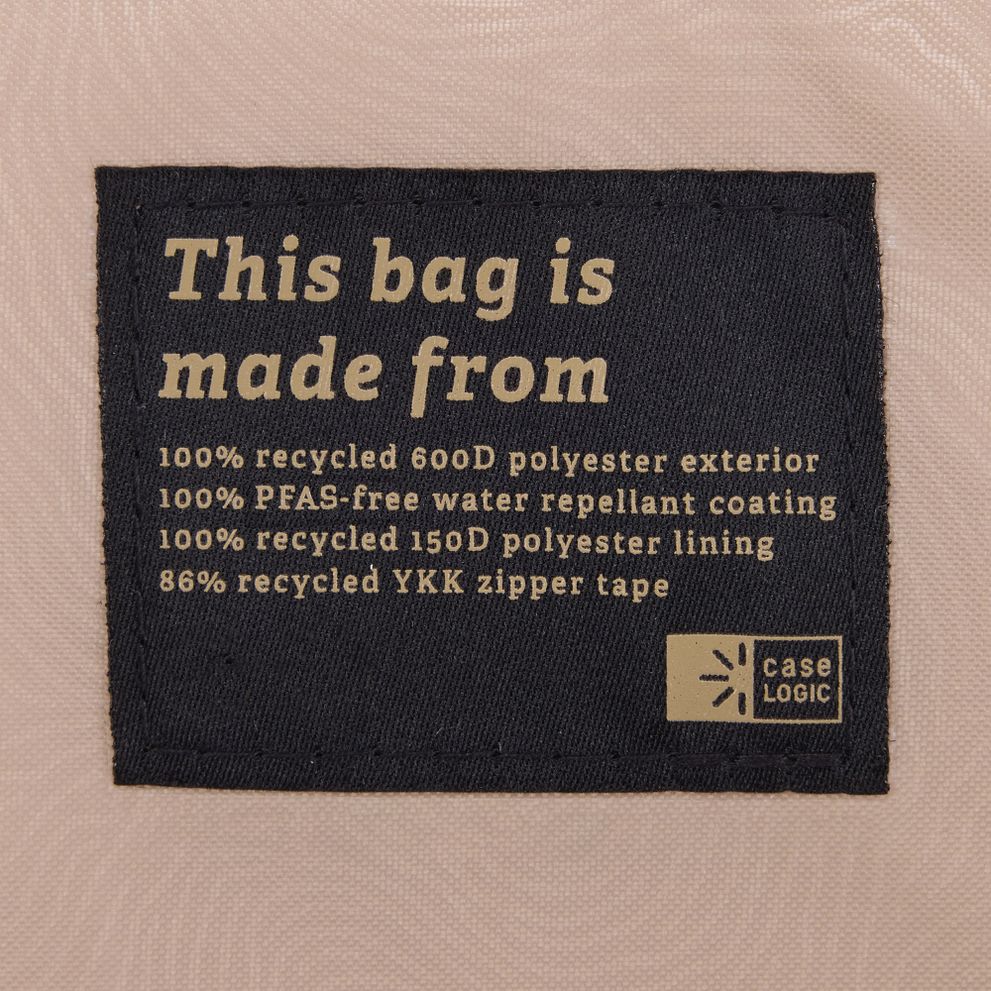 This bag is
made from
100% recycled 600D polyester exterior
100% PFAS-free water repellant coating
100% recycled 150D polyester lining
86% recycled YKK zipper tape
case
LOGIC